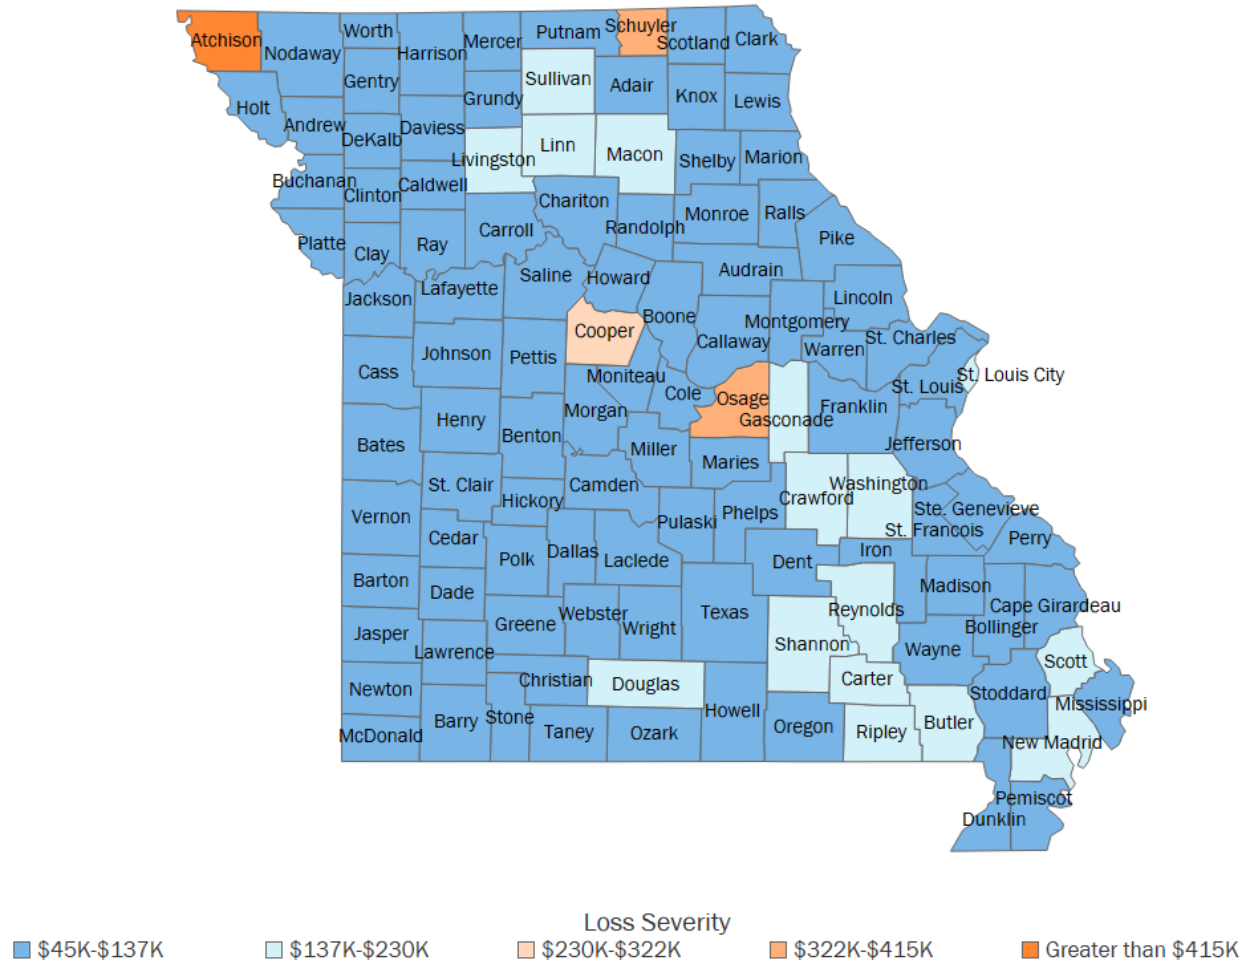 Atchison
Nodaway
Worth
Harrison
Mercer
Putnam
Schuyler
Scotland
Clark
Gentry
Sullivan
Adair
Knox
Lewis
Holt
Grundy
Andrew
DeKalb
Daviess
Livingston
Linn
Macon
Shelby
Marion
Buchanan
Clinton
Caldwell
Chariton
Randolph
Monroe
Ralls
Pike
Platte
Clay
Ray
Carroll
Saline
Howard
Audrain
Jackson
Lafayette
Boone
Lincoln
Cooper
Callaway
Montgomery
Warren
St. Charles
Johnson
Pettis
Cass
Moniteau
Cole
Osage
Gasconade
Franklin
St. Louis
St. Louis City
Henry
Morgan
Benton
Bates
Miller
Maries
Jefferson
St. Clair
Hickory
Camden
Crawford
Washington
Vernon
Pulaski
Phelps
Ste. Genevieve
St. Francois
Perry
Cedar
Polk
Dallas
Laclede
Dent
Iron
Barton
Dade
Madison
Cape Girardeau
Greene
Webster
Wright
Texas
Reynolds
Bollinger
Jasper
Lawrence
Shannon
Wayne
Scott
Newton
Christian
Douglas
Carter
Stoddard
Mississippi
McDonald
Barry
Stone
Taney
Ozark
Howell
Oregon
Ripley
Butler
New Madrid
Pemiscot
Dunklin
Loss Severity
$45K-$137K
$137K-$230K
$230K-$322K
$322K-$415K
Greater than $415K